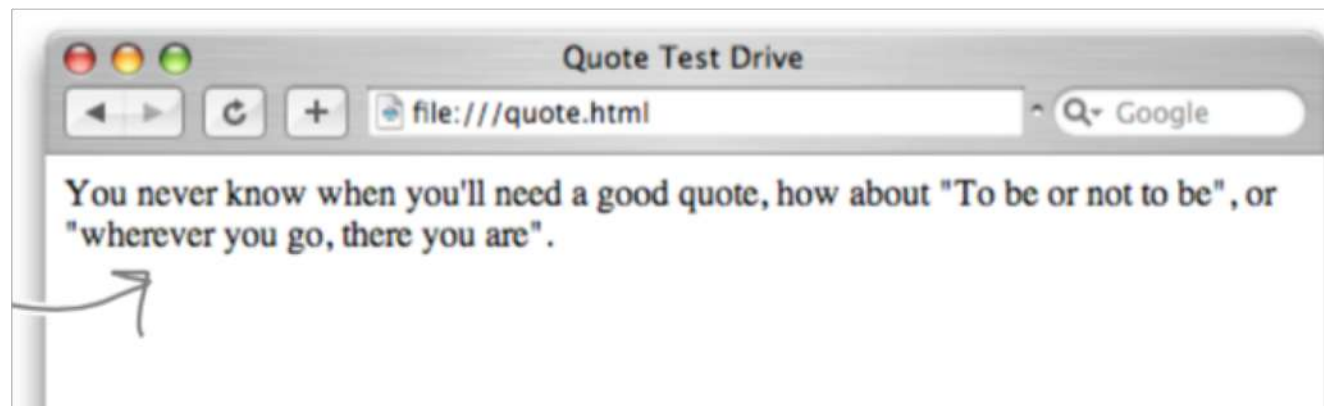 Quote Test Drive
file:///quote.html
Google
You never know when you'll need a good quote, how about "To be or not to be", or
"wherever you go, there you are".